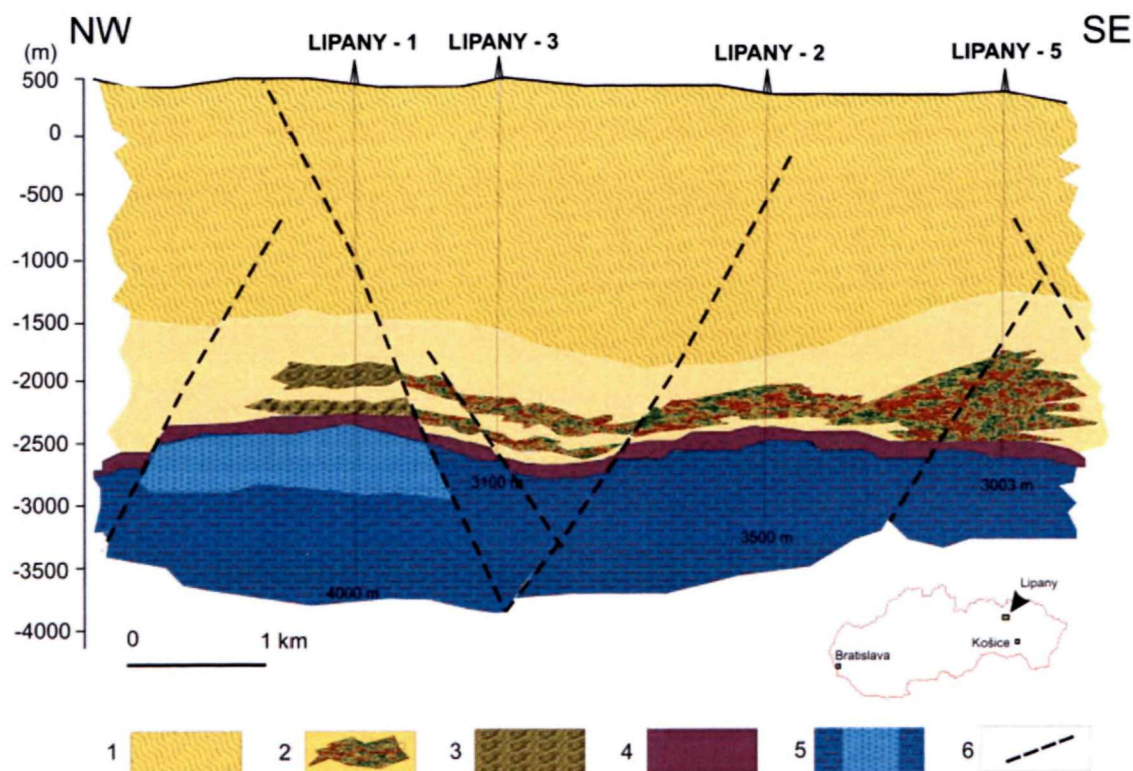 NW
SE
(m)
LIPANY - 1
LIPANY - 3
LIPANY - 2
LIPANY - 5
500
0
-500
-1000
-1500
-2000
-2500
-3000
-3500
-4000
3100 m
3003 m
3500 m
4000 m
0
1 km
Lipany
Košice
Bratislava
1
2
3
4
5
6